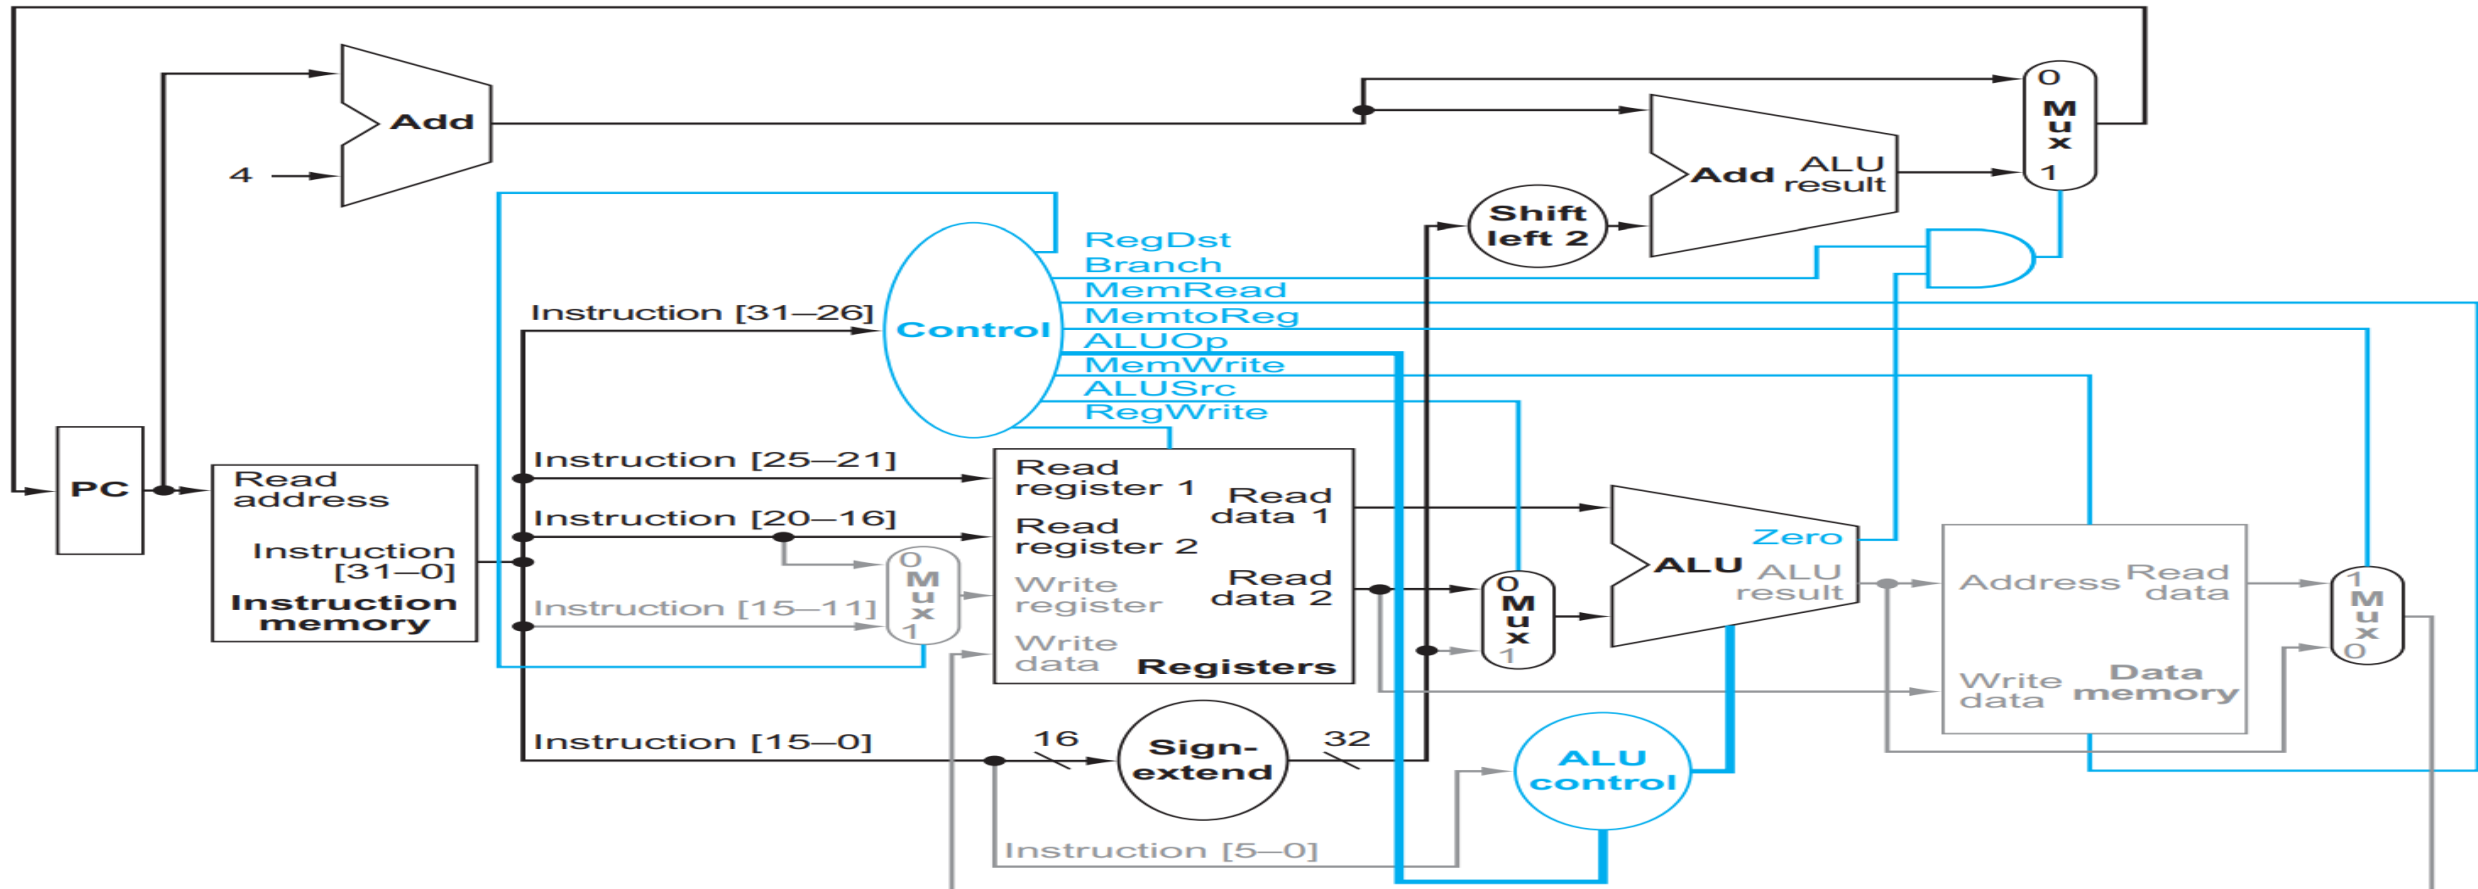 0
M
u
x
1
Add
4
Add
ALU
result
Shift
left 2
RegDst
Branch
MemRead
MemtoReg
ALUOp
MemWrite
ALUSrc
RegWrite
Control
Instruction [31–26]
PC
Read
address
Instruction
[31–0]
Instruction
memory
Instruction [25–21]
Instruction [20–16]
Instruction [15–11]
Instruction [15–0]
0
M
u
x
1
Read
register 1
Read
register 2
Write
register
Write
data
Read
data 1
Read
data 2
Registers
0
M
u
x
1
Zero
ALU
ALU
result
Address
Read
data
Write
data
Data
memory
1
M
u
x
0
16
Sign-
extend
32
ALU
control
Instruction [5–0]